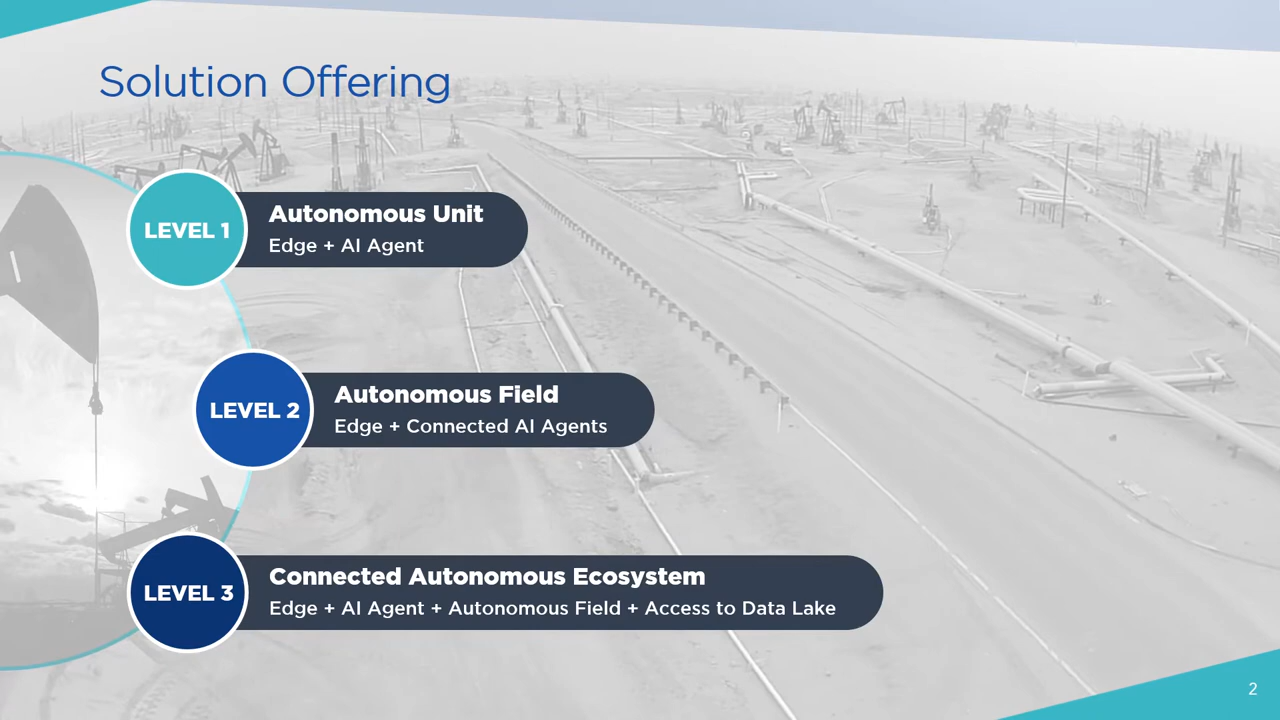 Solution Offering
LEVEL 1
Autonomous Unit
Edge + AI Agent
LEVEL 2
Autonomous Field
Edge + Connected AI Agents
LEVEL 3
Connected Autonomous Ecosystem
Edge + AI Agent + Autonomous Field + Access to Data Lake
2